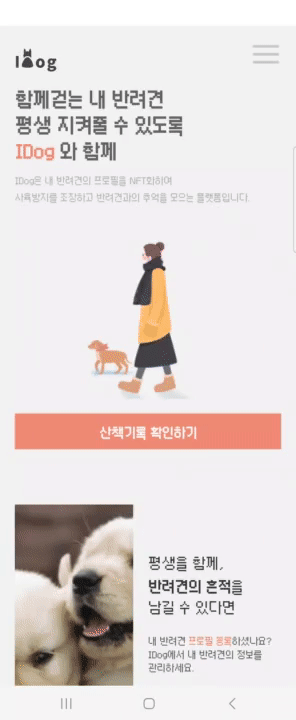 IDog
함께걷는 내 반려견
평생 지켜줄 수 있도록
IDog 와 함께
IDog은 내 반려견의 프로필을 NFT화하여
사육방지를 조장하고 반려견과의 추억을 모으는 플랫폼입니다.
산책기록 확인하기
평생을 함께,
반려견의 흔적을
남길 수 있다면
내 반려견 프로필 등록하셨나요?
IDog에서 내 반려견의 정보를
관리하세요.